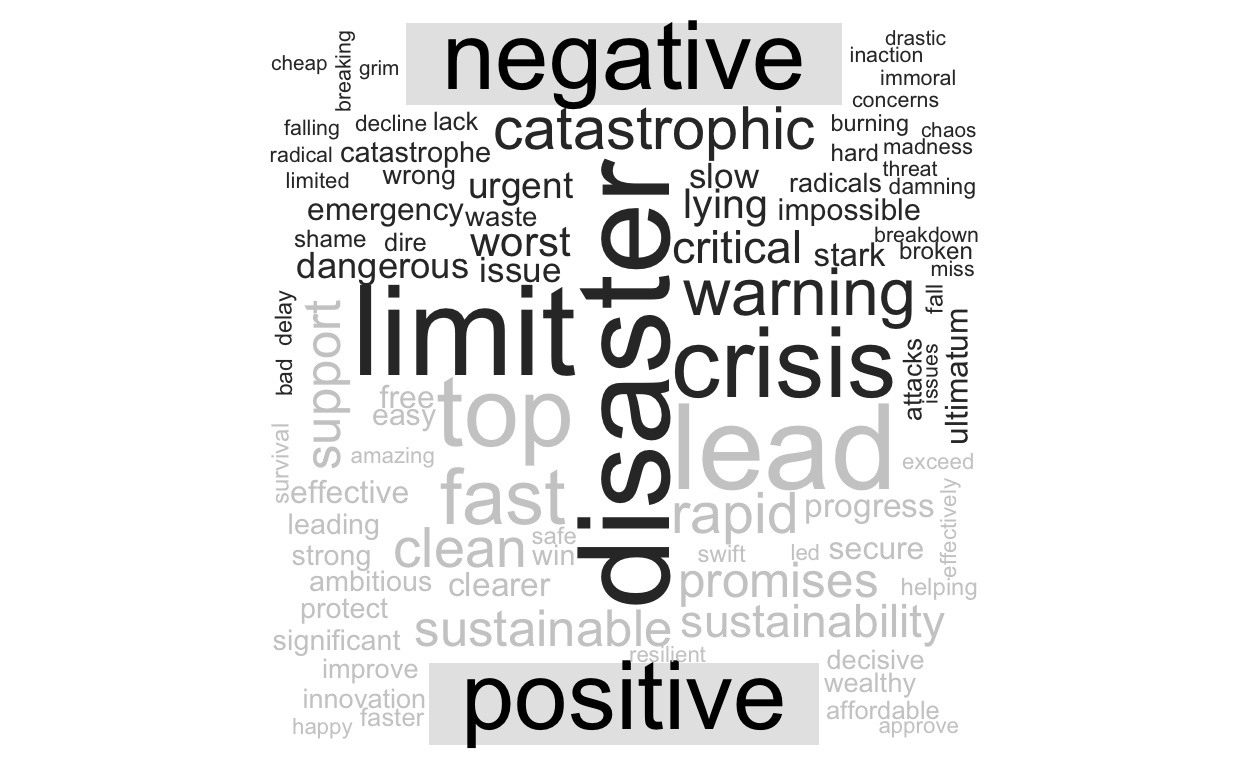 negative
cheap
breaking
grim
drastic
inaction
immoral
concerns
falling
decline
lack
catastrophic
burning
chaos
radical
catastrophe
hard
madness
limited
wrong
urgent
slow
threat
radicals
damning
emergency
waste
lying
impossible
shame
dire
worst
critical
stark
breakdown
broken
miss
dangerous
issue
disaster
warning
fall
delay
bad
support
limit
crisis
attacks
issues
ultimatum
free
easy
top
lead
survival
amazing
exceed
effective
fast
rapid
progress
effectively
leading
strong
clean
safe
win
swift
led
secure
ambitious
clearer
promises
helping
protect
significant
sustainable
sustainability
resilient
improve
decisive
innovation
wealthy
happy
faster
affordable
approve
positive